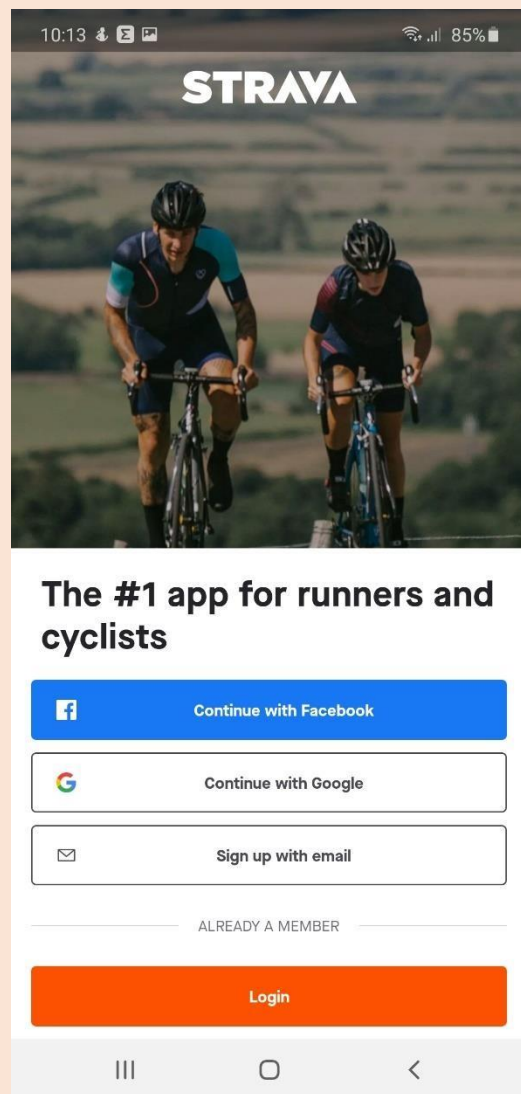 10:13 85%
STRAVA
The #1 app for runners and
cyclists
Continue with Facebook
Continue with Google
Sign up with email
ALREADY A MEMBER
Login